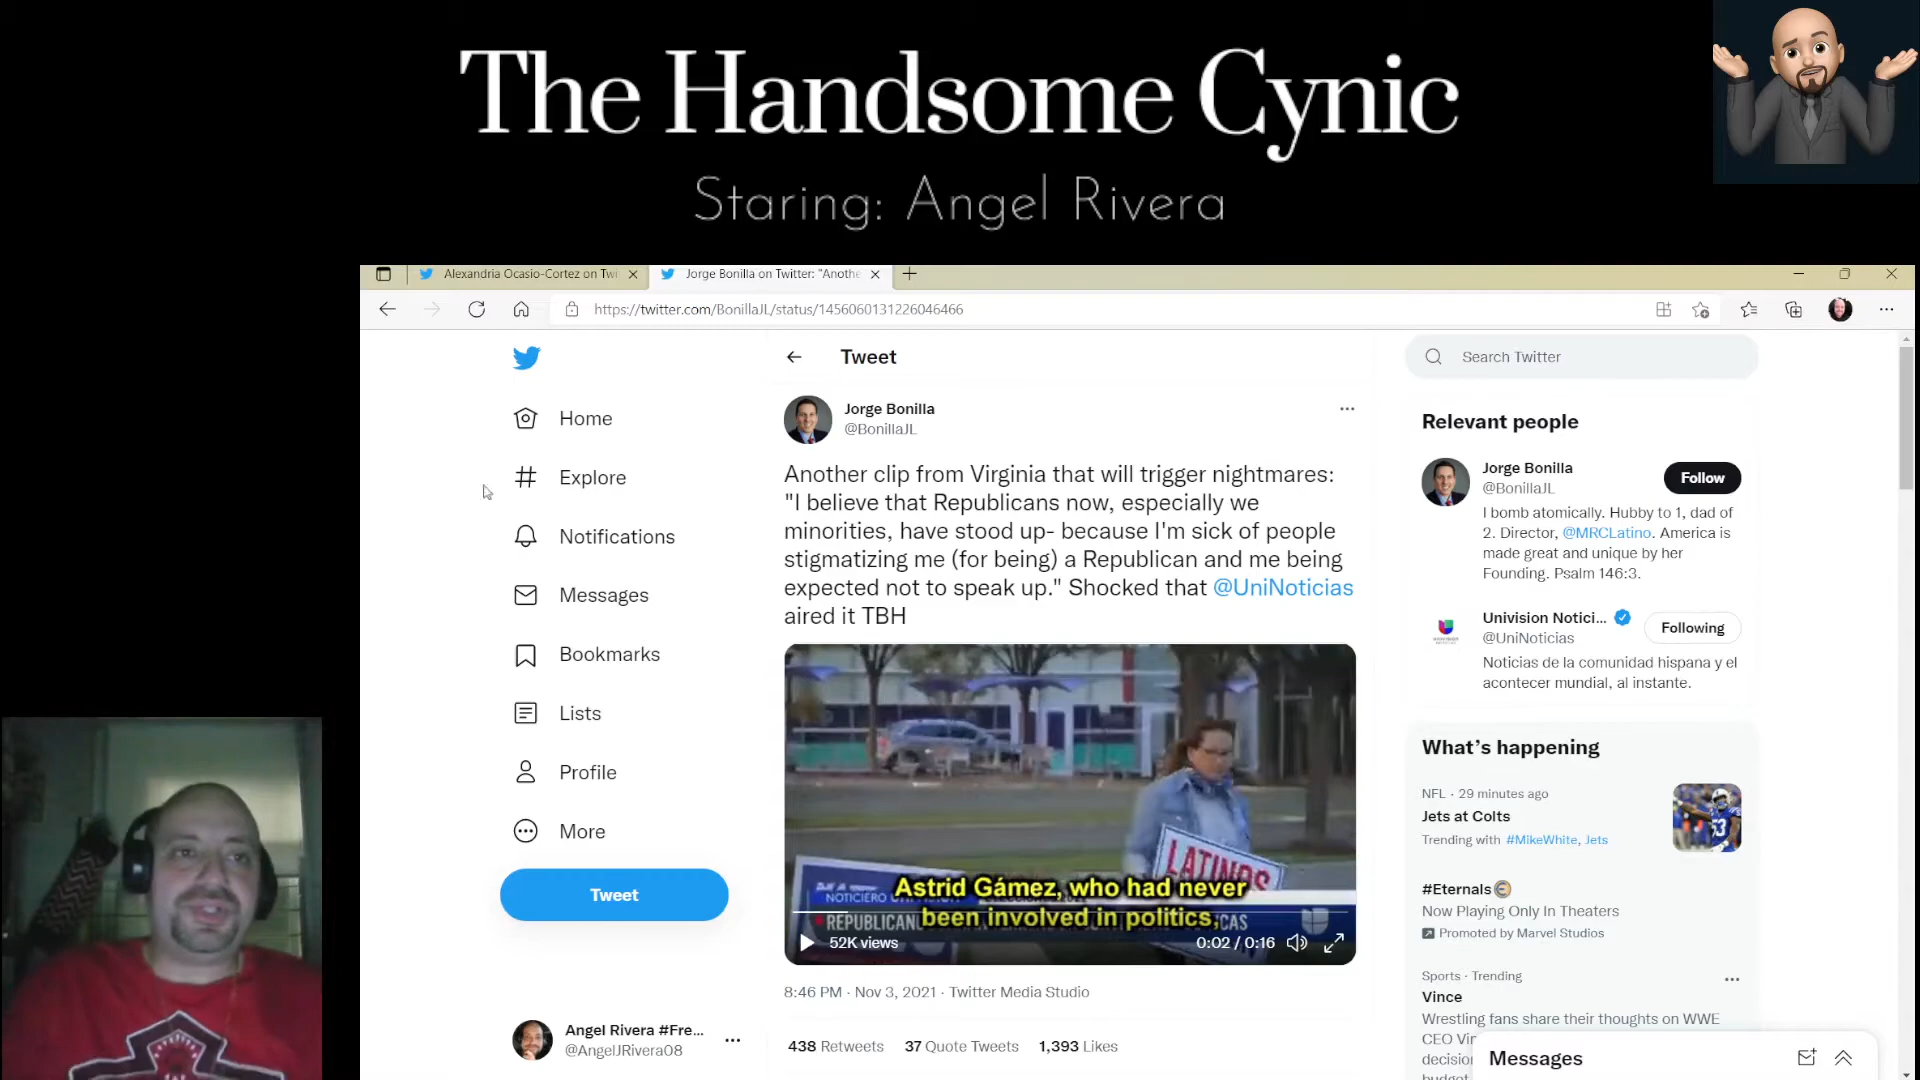 The Handsome Cynic
Staring: Angel Rivera
Alexandria Ocasio-Cortez on Twi
Jorge Bonilla on Twitter: "Anothe
https://twitter.com/BonillaJL/status/1456060131226046466
Home
Explore
Notifications
Messages
Bookmarks
Lists
Profile
More
Tweet
Angel Rivera #Fre...
@AngelJRivera08
Tweet
Jorge Bonilla
@BonillaJL
Another clip from Virginia that will trigger nightmares:
"I believe that Republicans now, especially we
minorities, have stood up- because I'm sick of people
stigmatizing me (for being) a Republican and me being
expected not to speak up." Shocked that @UniNoticias
aired it TBH
LATINOS
Astrid Gámez, who had never
NOTICIERO
been involved in politics,
REPUBLICAN
52K views
0:02 / 0:16
8:46 PM · Nov 3, 2021 · Twitter Media Studio
438 Retweets 37 Quote Tweets 1,393 Likes
Search Twitter
Relevant people
Jorge Bonilla
@BonillaJL
Follow
I bomb atomically. Hubby to 1, dad of
2. Director, @MRCLatino. America is
made great and unique by her
Founding. Psalm 146:3.
Univision Notici...
@UniNoticias
Following
Noticias de la comunidad hispana y el
acontecer mundial, al instante.
What's happening
NFL · 29 minutes ago
Jets at Colts
Trending with #MikeWhite, Jets
53
#Eternals
Now Playing Only In Theaters
Promoted by Marvel Studios
Sports · Trending
Vince
Wrestling fans share their thoughts on WWE
CEO Vin
decisio
Messages